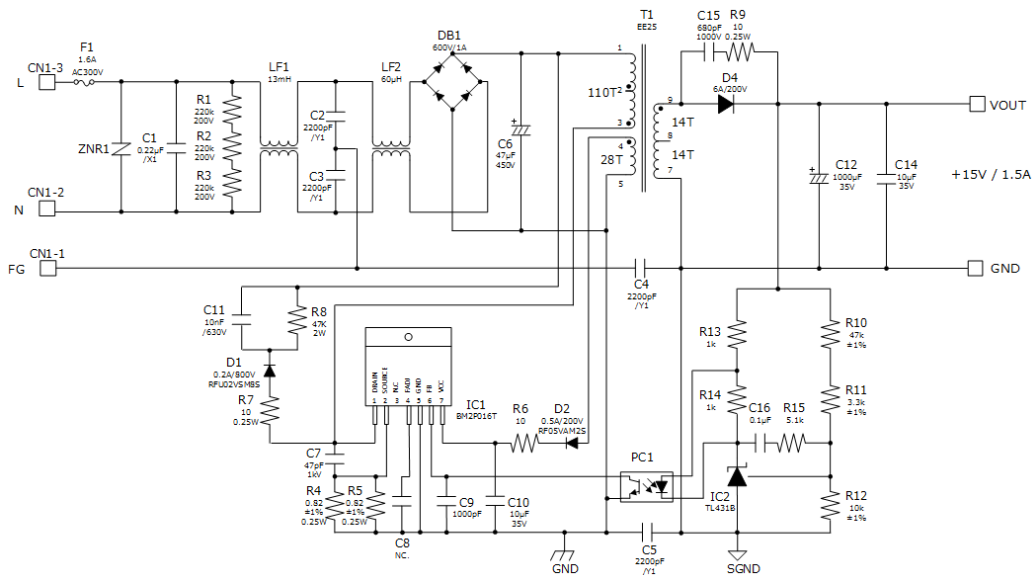 F1
1.6A
AC300V
CN1-3
L
LF1
13mH
LF2
60µH
DB1
600V/1A
T1
EE25
C15
680pF
1000V
R9
10
0.25W
D4
6A/200V
VOUT
R1
220k
200V
R2
220k
200V
R3
220k
200V
ZNR1
C1
0.22µF
/X1
C2
2200pF
/Y1
C3
2200pF
/Y1
C6
47µF
450V
1
110T
2
3
4
28T
5
9
14T
8
14T
7
C12
1000µF
35V
C14
10µF
35V
+15V / 1.5A
CN1-2
N
CN1-1
FG
C4
2200pF
/Y1
GND
C11
10nF
/630V
R8
47K
2W
D1
0.2A/800V
RFU02VSM8S
R7
10
0.25W
DRAIN
SOURCE
N.C
FADJ
GND
FB
VCC
1 2 3 4 5 6 7
IC1
BM2P016T
R6
10
D2
0.5A/200V
RF05VAM2S
R13
1k
R10
47k
±1%
R14
1k
R11
3.3k
±1%
C16
0.1µF
R15
5.1k
PC1
IC2
TL431B
R12
10k
±1%
C7
47pF
1kV
R4
0.82
±1%
0.25W
R5
0.82
±1%
0.25W
C8
NC.
C9
1000pF
C10
10µF
35V
GND
C5
2200pF
/Y1
SGND